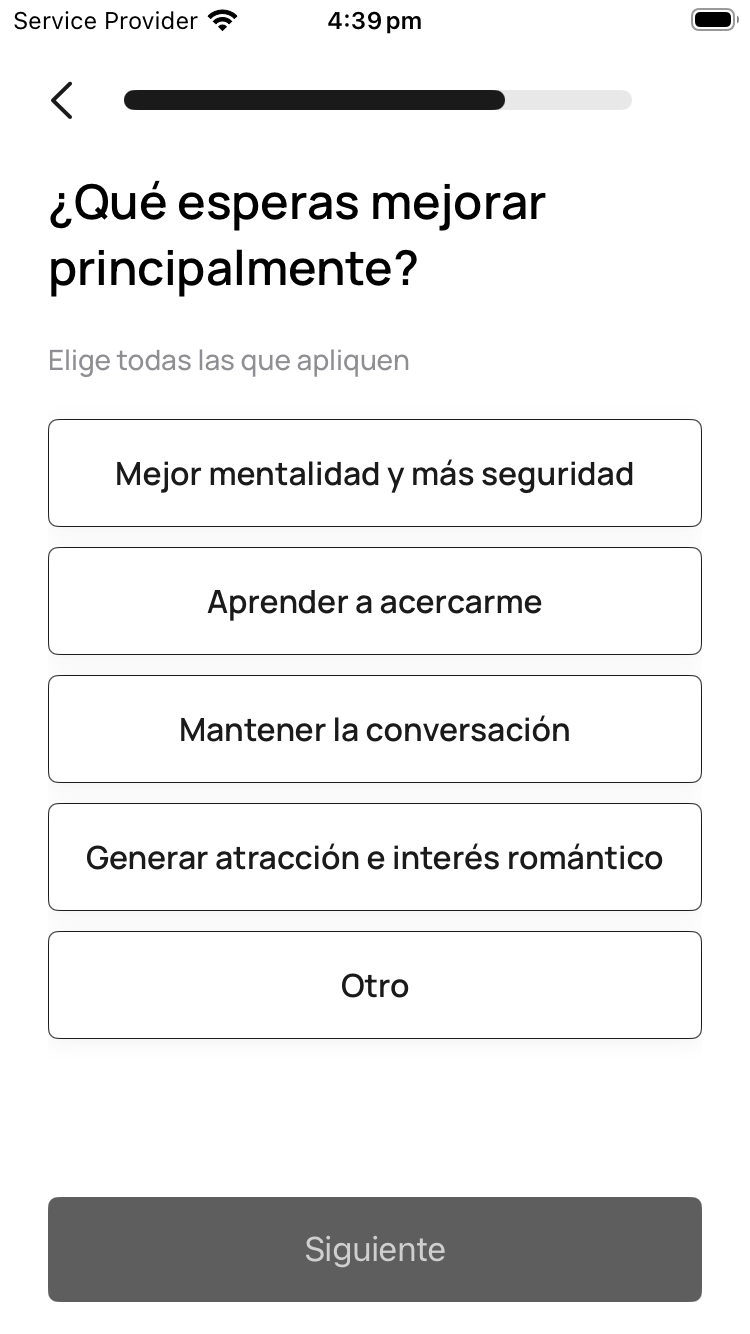 Service Provider 4:39 pm
¿Qué esperas mejorar
principalmente?
Elige todas las que apliquen
Mejor mentalidad y más seguridad
Aprender a acercarme
Mantener la conversación
Generar atracción e interés romántico
Otro
Siguiente